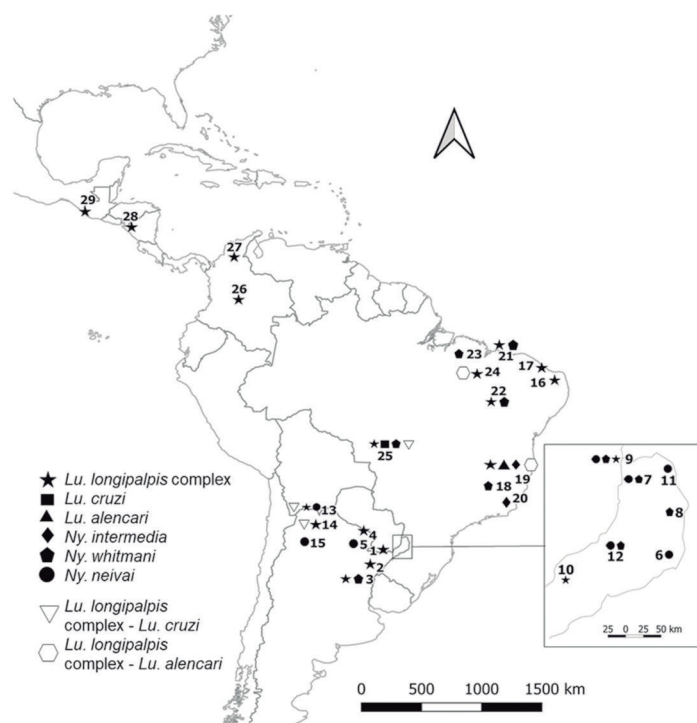 29
28
27
26
23
21
24
17
16
22
25
19
18
20
13
14
15
4
5
1
2
3
Lu. longipalpis complex
Lu. cruzi
Lu. alencari
Ny. intermedia
Ny. whitmani
Ny. neivai
Lu. longipalpis
complex - Lu. cruzi
Lu. longipalpis
complex - Lu. alencari
9
11
7
8
12
6
10
25 0 25 50 km
0 500 1000 1500 km